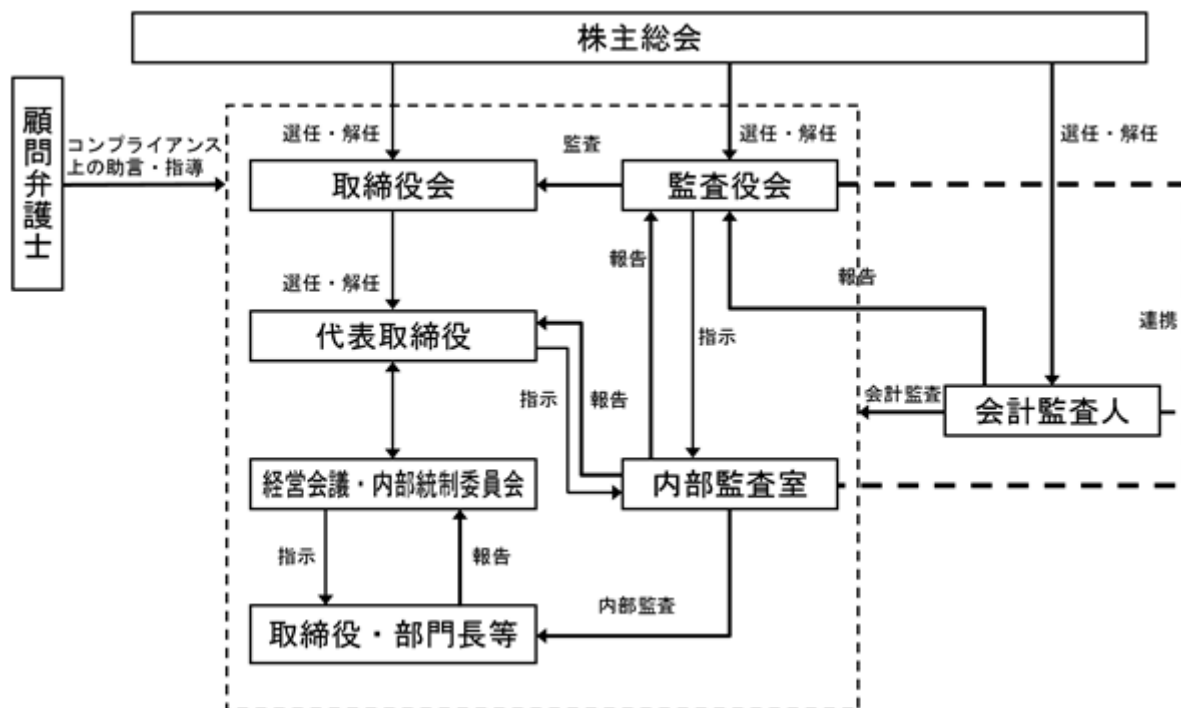 株主総会
顧問弁護士
コンプライアンス
上の助言・指導
選任・解任
選任・解任
選任・解任
監査
取締役会
監査役会
選任・解任
報告
報告
指示
連携
代表取締役
指示
報告
会計監査
会計監査人
経営会議・内部統制委員会
内部監査室
指示
報告
内部監査
取締役・部門長等